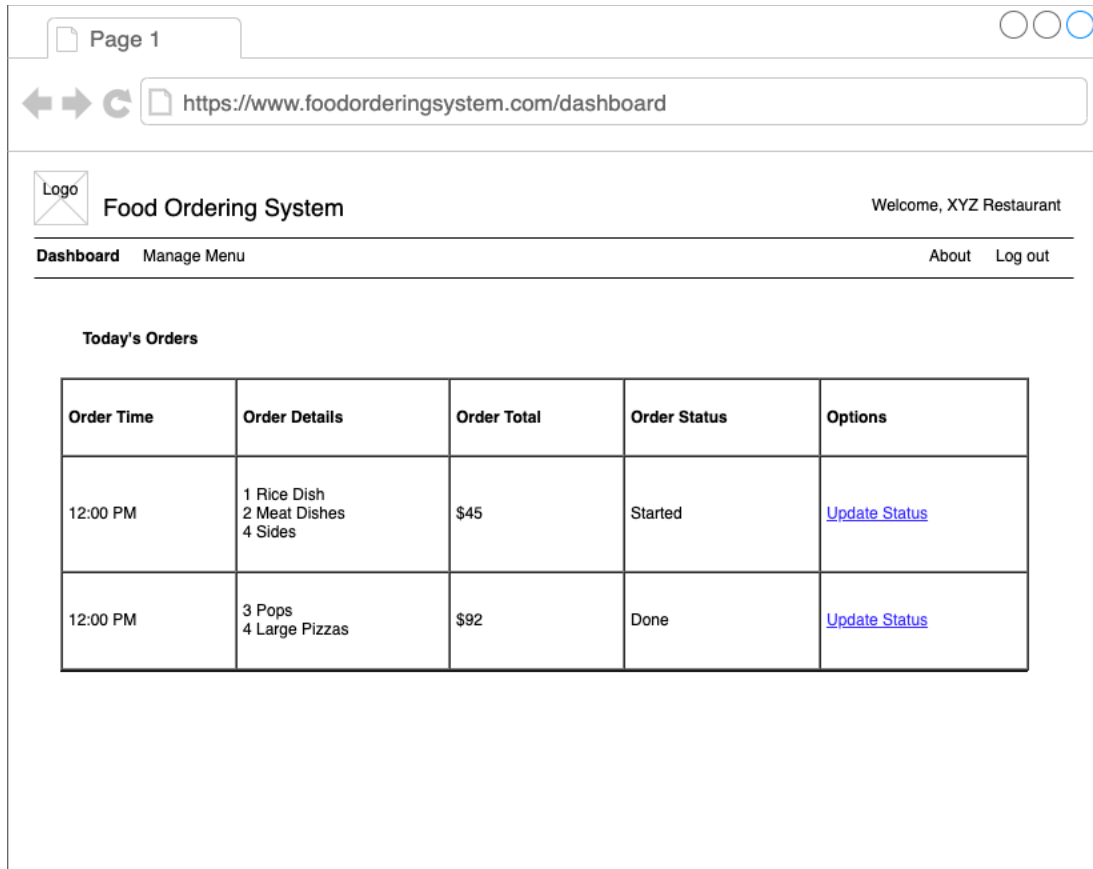 Page 1
https://www.foodorderingsystem.com/dashboard
Logo
Food Ordering System
Welcome, XYZ Restaurant
Dashboard Manage Menu About Log out
Today's Orders
Order Time Order Details Order Total Order Status Options
12:00 PM
1 Rice Dish
2 Meat Dishes
4 Sides
$45
Started
Update Status
12:00 PM
3 Pops
4 Large Pizzas
$92
Done
Update Status